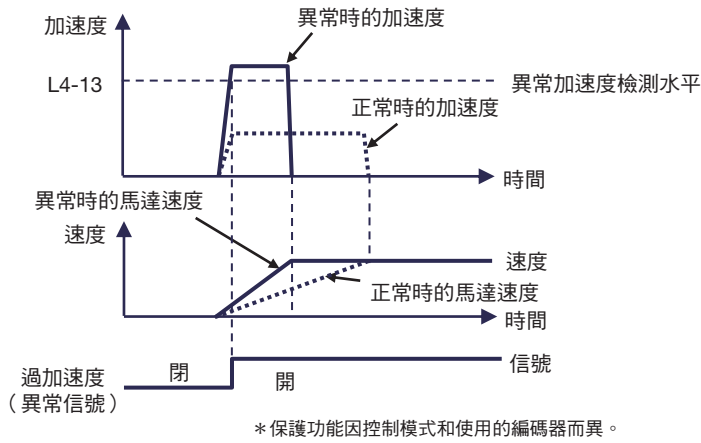 加速度
異常時的加速度
L4-13
異常加速度檢測水平
正常時的加速度
時間
異常時的馬達速度
速度
速度
正常時的馬達速度
時間
過加速度
（異常信號）
閉
開
信號
＊保護功能因控制模式和使用的編碼器而異。